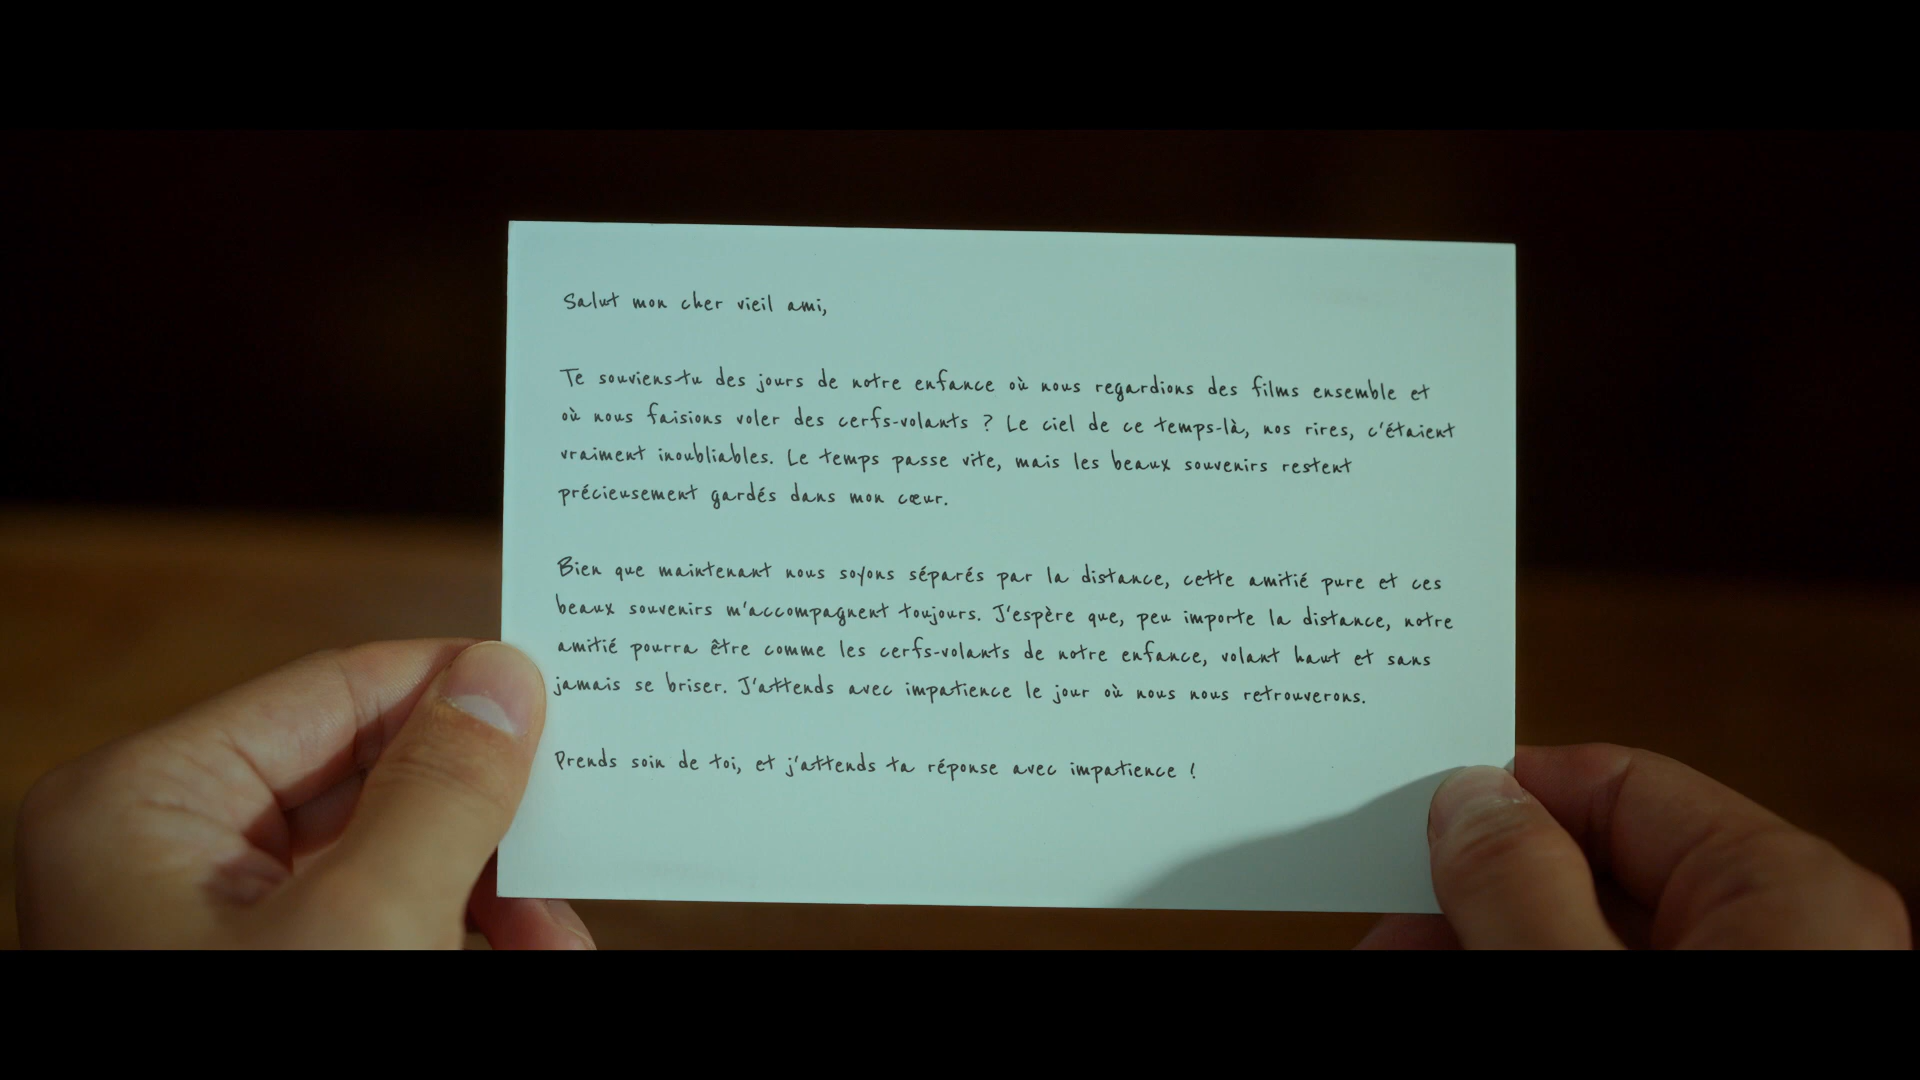 Salut mon cher vieil ami,
Te souviens-tu des jours de notre enfance où nous regardions des films ensemble et
où nous faisions voler des cerfs-volants ? Le ciel de ce temps-là, nos rires, c'étaient
vraiment inoubliables. Le temps passe vite, mais les beaux souvenirs restent
précieusement gardés dans mon cœur.
Bien que maintenant nous soyons séparés par la distance, cette amitié pure et ces
beaux souvenirs m'accompagnent toujours. J'espère que, peu importe la distance, notre
amitié pourra être comme les cerfs-volants de notre enfance, volant haut et sans
jamais se briser. J'attends avec impatience le jour où nous nous retrouverons.
Prends soin de toi, et j'attends ta réponse avec impatience !